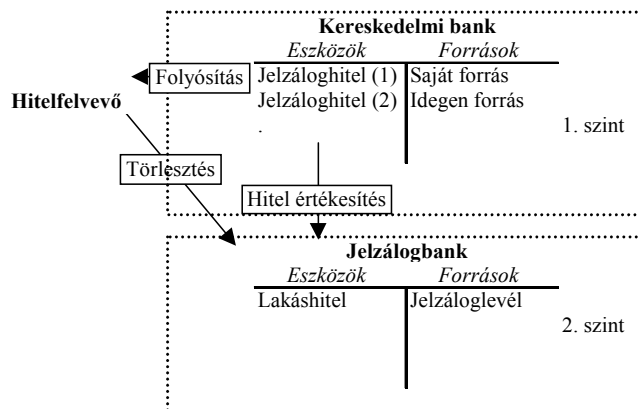 Kereskedelmi bank
Eszközök Források
Folyósítás
Jelzáloghitel (1) Saját forrás
Jelzáloghitel (2) Idegen forrás
Hitelfelvevő
.
1. szint
Törlesztés
Hitel értékesítés
Jelzálogbank
Eszközök Források
Lakáshitel Jelzáloglevél
2. szint